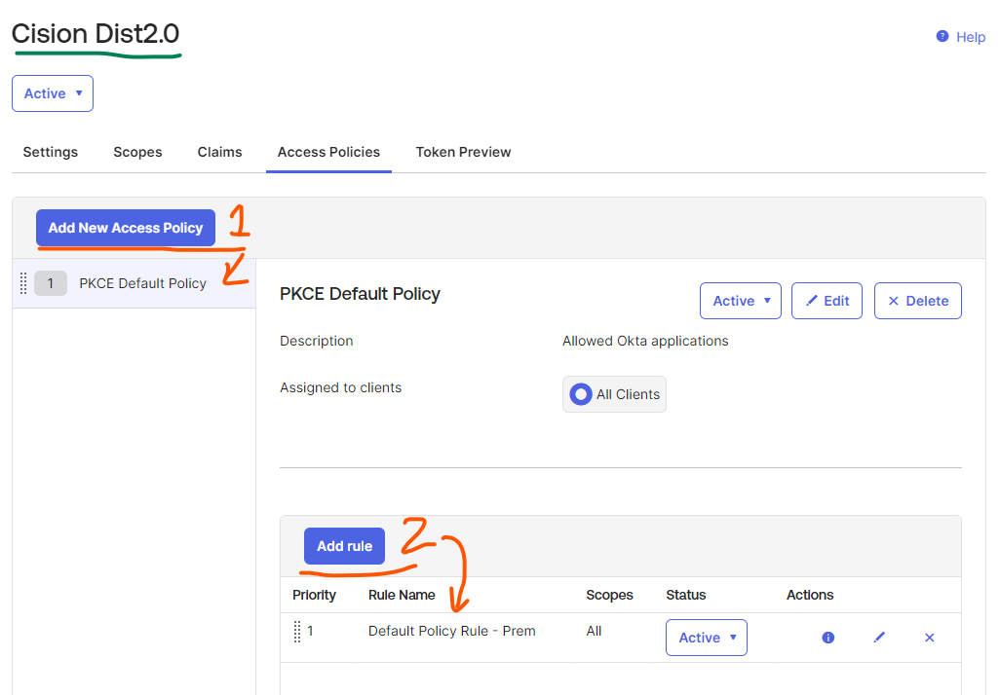 Cision Dist2.0
? Help
Active
Settings Scopes Claims Access Policies Token Preview
Add New Access Policy 1
1 PKCE Default Policy
PKCE Default Policy
Active Edit Delete
Description Allowed Okta applications
Assigned to clients All Clients
Add rule 2
Priority Rule Name Scopes Status Actions
1 Default Policy Rule - Prem All Active i